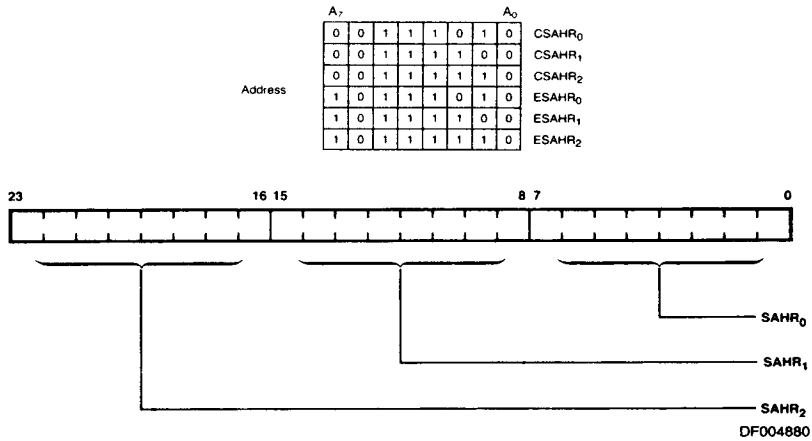 A₇ A₀
0 0 1 1 1 0 1 0 CSAHR₀
0 0 1 1 1 1 0 0 CSAHR₁
0 0 1 1 1 1 1 0 CSAHR₂
Address
1 0 1 1 1 0 1 0 ESAHR₀
1 0 1 1 1 1 0 0 ESAHR₁
1 0 1 1 1 1 1 0 ESAHR₂
23 16 15 8 7 0
SAHR₀
SAHR₁
SAHR₂
DF004880